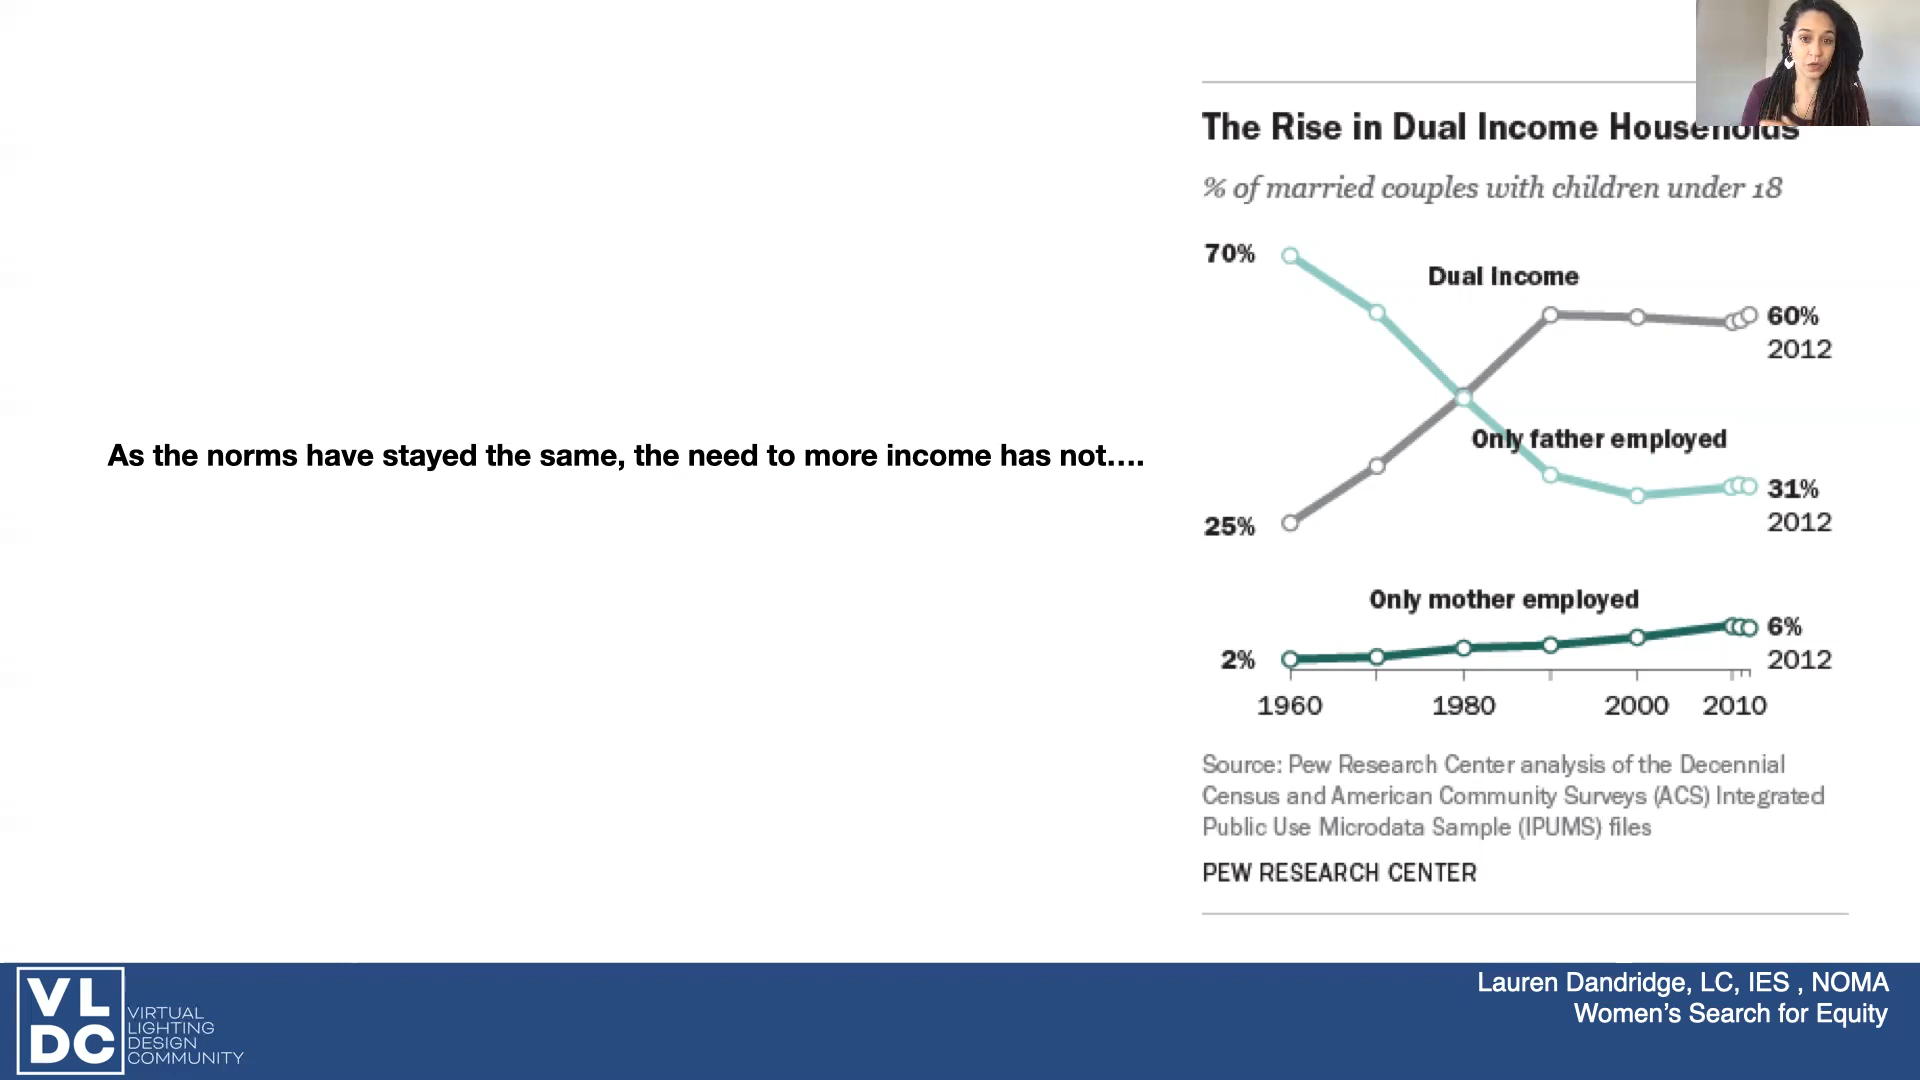 The Rise in Dual Income Households
% of married couples with children under 18
70%
Dual Income
60%
2012
As the norms have stayed the same, the need to more income has not....
Only father employed
31%
2012
25%
Only mother employed
6%
2%
2012
1960 1980 2000 2010
Source: Pew Research Center analysis of the Decennial
Census and American Community Surveys (ACS) Integrated
Public Use Microdata Sample (IPUMS) files
PEW RESEARCH CENTER
VL
DC
VIRTUAL
LIGHTING
DESIGN
COMMUNITY
Lauren Dandridge, LC, IES , NOMA
Women's Search for Equity